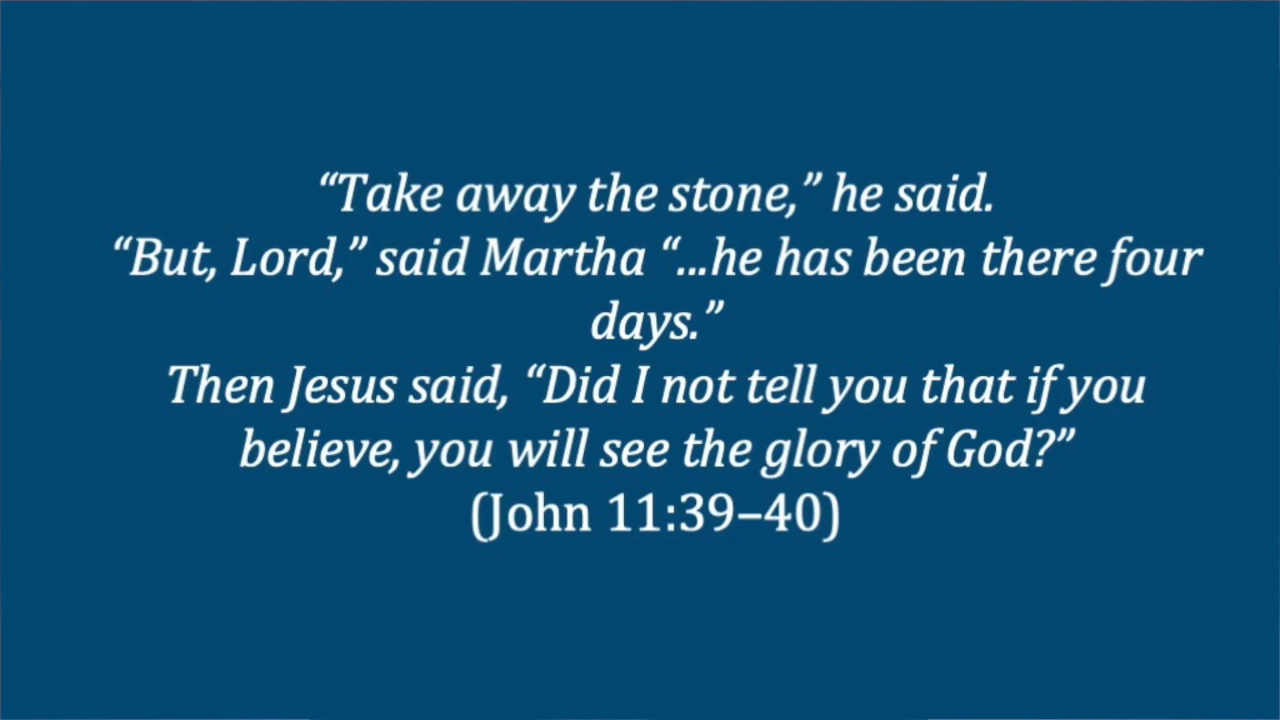 “Take away the stone,” he said.
“But, Lord,” said Martha “...he has been there four
days.”
Then Jesus said, “Did I not tell you that if you
believe, you will see the glory of God?”
(John 11:39–40)